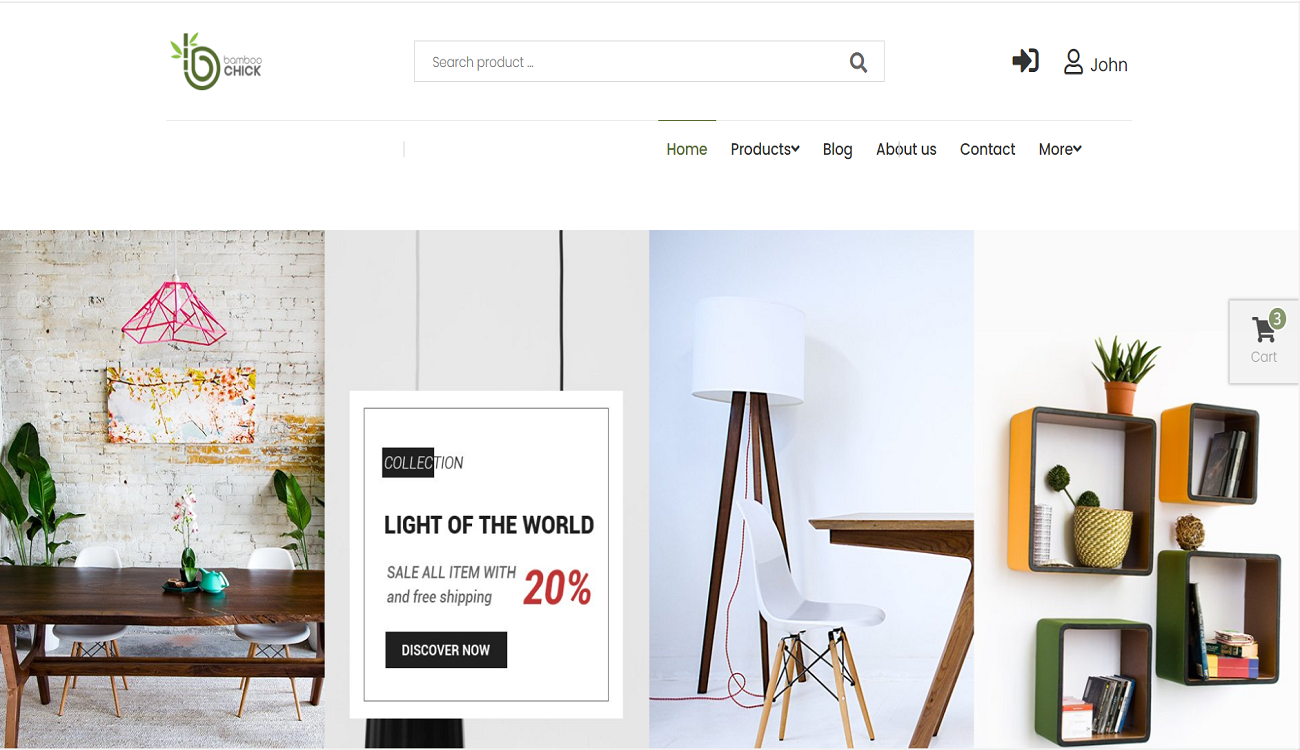 bamboo
CHICK
Search product ...
John
Home Products Blog About us Contact More
3
Cart
COLLECTION
LIGHT OF THE WORLD
SALE ALL ITEM WITH
and free shipping
20%
DISCOVER NOW